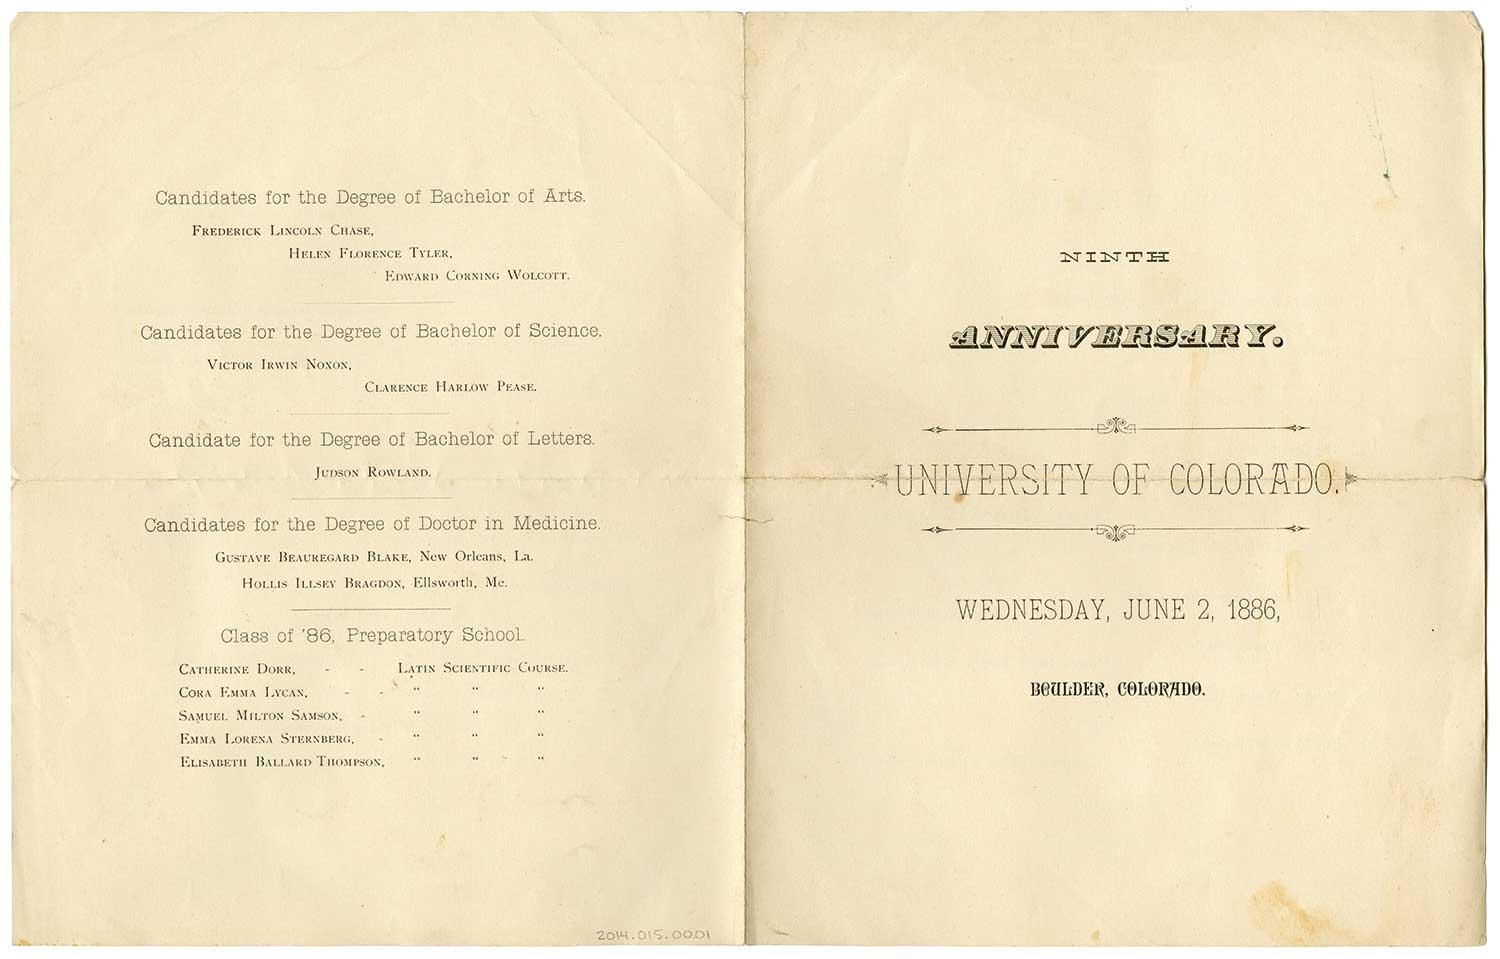 Candidates for the Degree of Bachelor of Arts.
Frederick Lincoln Chase,
Helen Florence Tyler,
Edward Corning Wolcott.
Candidates for the Degree of Bachelor of Science.
Victor Irwin Noxon,
Clarence Harlow Pease.
Candidate for the Degree of Bachelor of Letters.
Judson Rowland.
Candidates for the Degree of Doctor in Medicine.
Gustave Beauregard Blake, New Orleans, La.
Hollis Illsey Bragdon, Ellsworth, Me.
Class of '86, Preparatory School.
Catherine Dorr, - - Latin Scientific Course.
Cora Emma Lycan, - - “ “ “
Samuel Milton Samson, - “ “ “
Emma Lorena Sternberg, - “ “ “
Elisabeth Ballard Thompson, “ “ “
2014.015.0001
NINTH
ANNIVERSARY.
UNIVERSITY OF COLORADO.
WEDNESDAY, JUNE 2, 1886,
BOULDER, COLORADO.